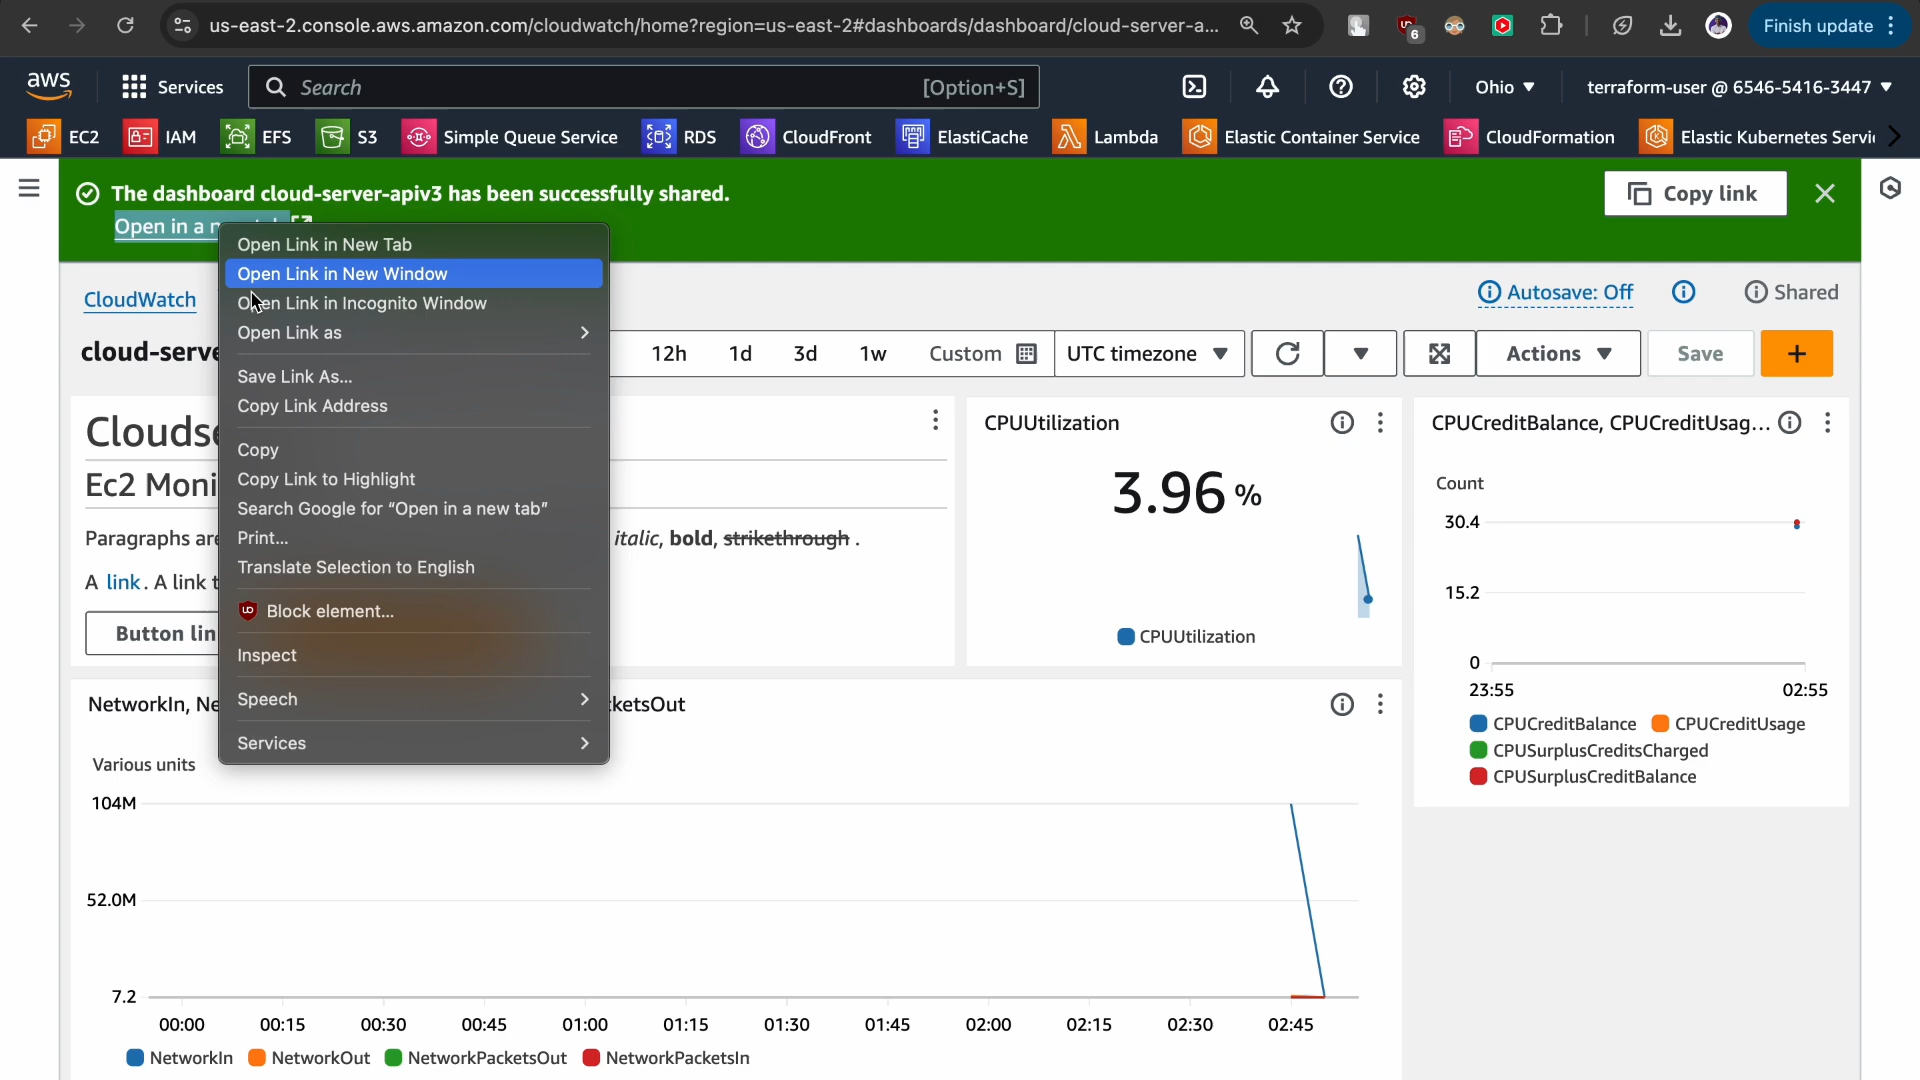 us-east-2.console.aws.amazon.com/cloudwatch/home?region=us-east-2#dashboards/dashboard/cloud-server-a...
6
Finish update
aws
Services
Search
[Option+S]
Ohio
terraform-user @ 6546-5416-3447
EC2
IAM
EFS
S3
Simple Queue Service
RDS
CloudFront
ElastiCache
Lambda
Elastic Container Service
CloudFormation
Elastic Kubernetes Servi
The dashboard cloud-server-apiv3 has been successfully shared.
Open in a n
Copy link
Open Link in New Tab
Open Link in New Window
Open Link in Incognito Window
Open Link as
Save Link As...
Copy Link Address
Copy
Copy Link to Highlight
Search Google for “Open in a new tab”
Print...
Translate Selection to English
Block element...
Inspect
Speech
Services
CloudWatch
Autosave: Off
Shared
cloud-serve
12h
1d
3d
1w
Custom
UTC timezone
Actions
Save
+
Clouds
Ec2 Moni
Paragraphs are
italic, bold, strikethrough.
A link. A link t
Button lin
CPUUtilization
3.96 %
CPUUtilization
CPUCreditBalance, CPUCreditUsag...
Count
30.4
15.2
0
23:55
02:55
CPUCreditBalance
CPUCreditUsage
CPUSurplusCreditsCharged
CPUSurplusCreditBalance
NetworkIn, Ne
ketsOut
Various units
104M
52.0M
7.2
00:00
00:15
00:30
00:45
01:00
01:15
01:30
01:45
02:00
02:15
02:30
02:45
NetworkIn
NetworkOut
NetworkPacketsOut
NetworkPacketsIn